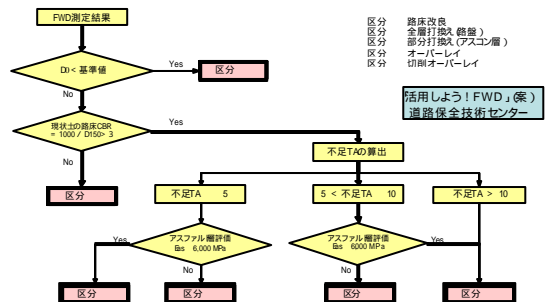 FWD測定結果
区分　路床改良
区分　全層打換え(路盤)
区分　部分打換え(アスコン層)
区分　オーバーレイ
区分　切削オーバーレイ
D0 < 基準値
Yes
区分
No
「活用しよう!FWD」(案)
道路保全技術センター
現状土の路床CBR
= 1000 / D150> 3
Yes
No
不足TAの算出
区分
不足TA　5
5 < 不足TA　10
不足TA > 10
アスファルト層評価
Eas　6,000 MPa
Yes
No
アスファルト層評価
Eas　6000 MPa
Yes
No
区分
区分
区分
区分